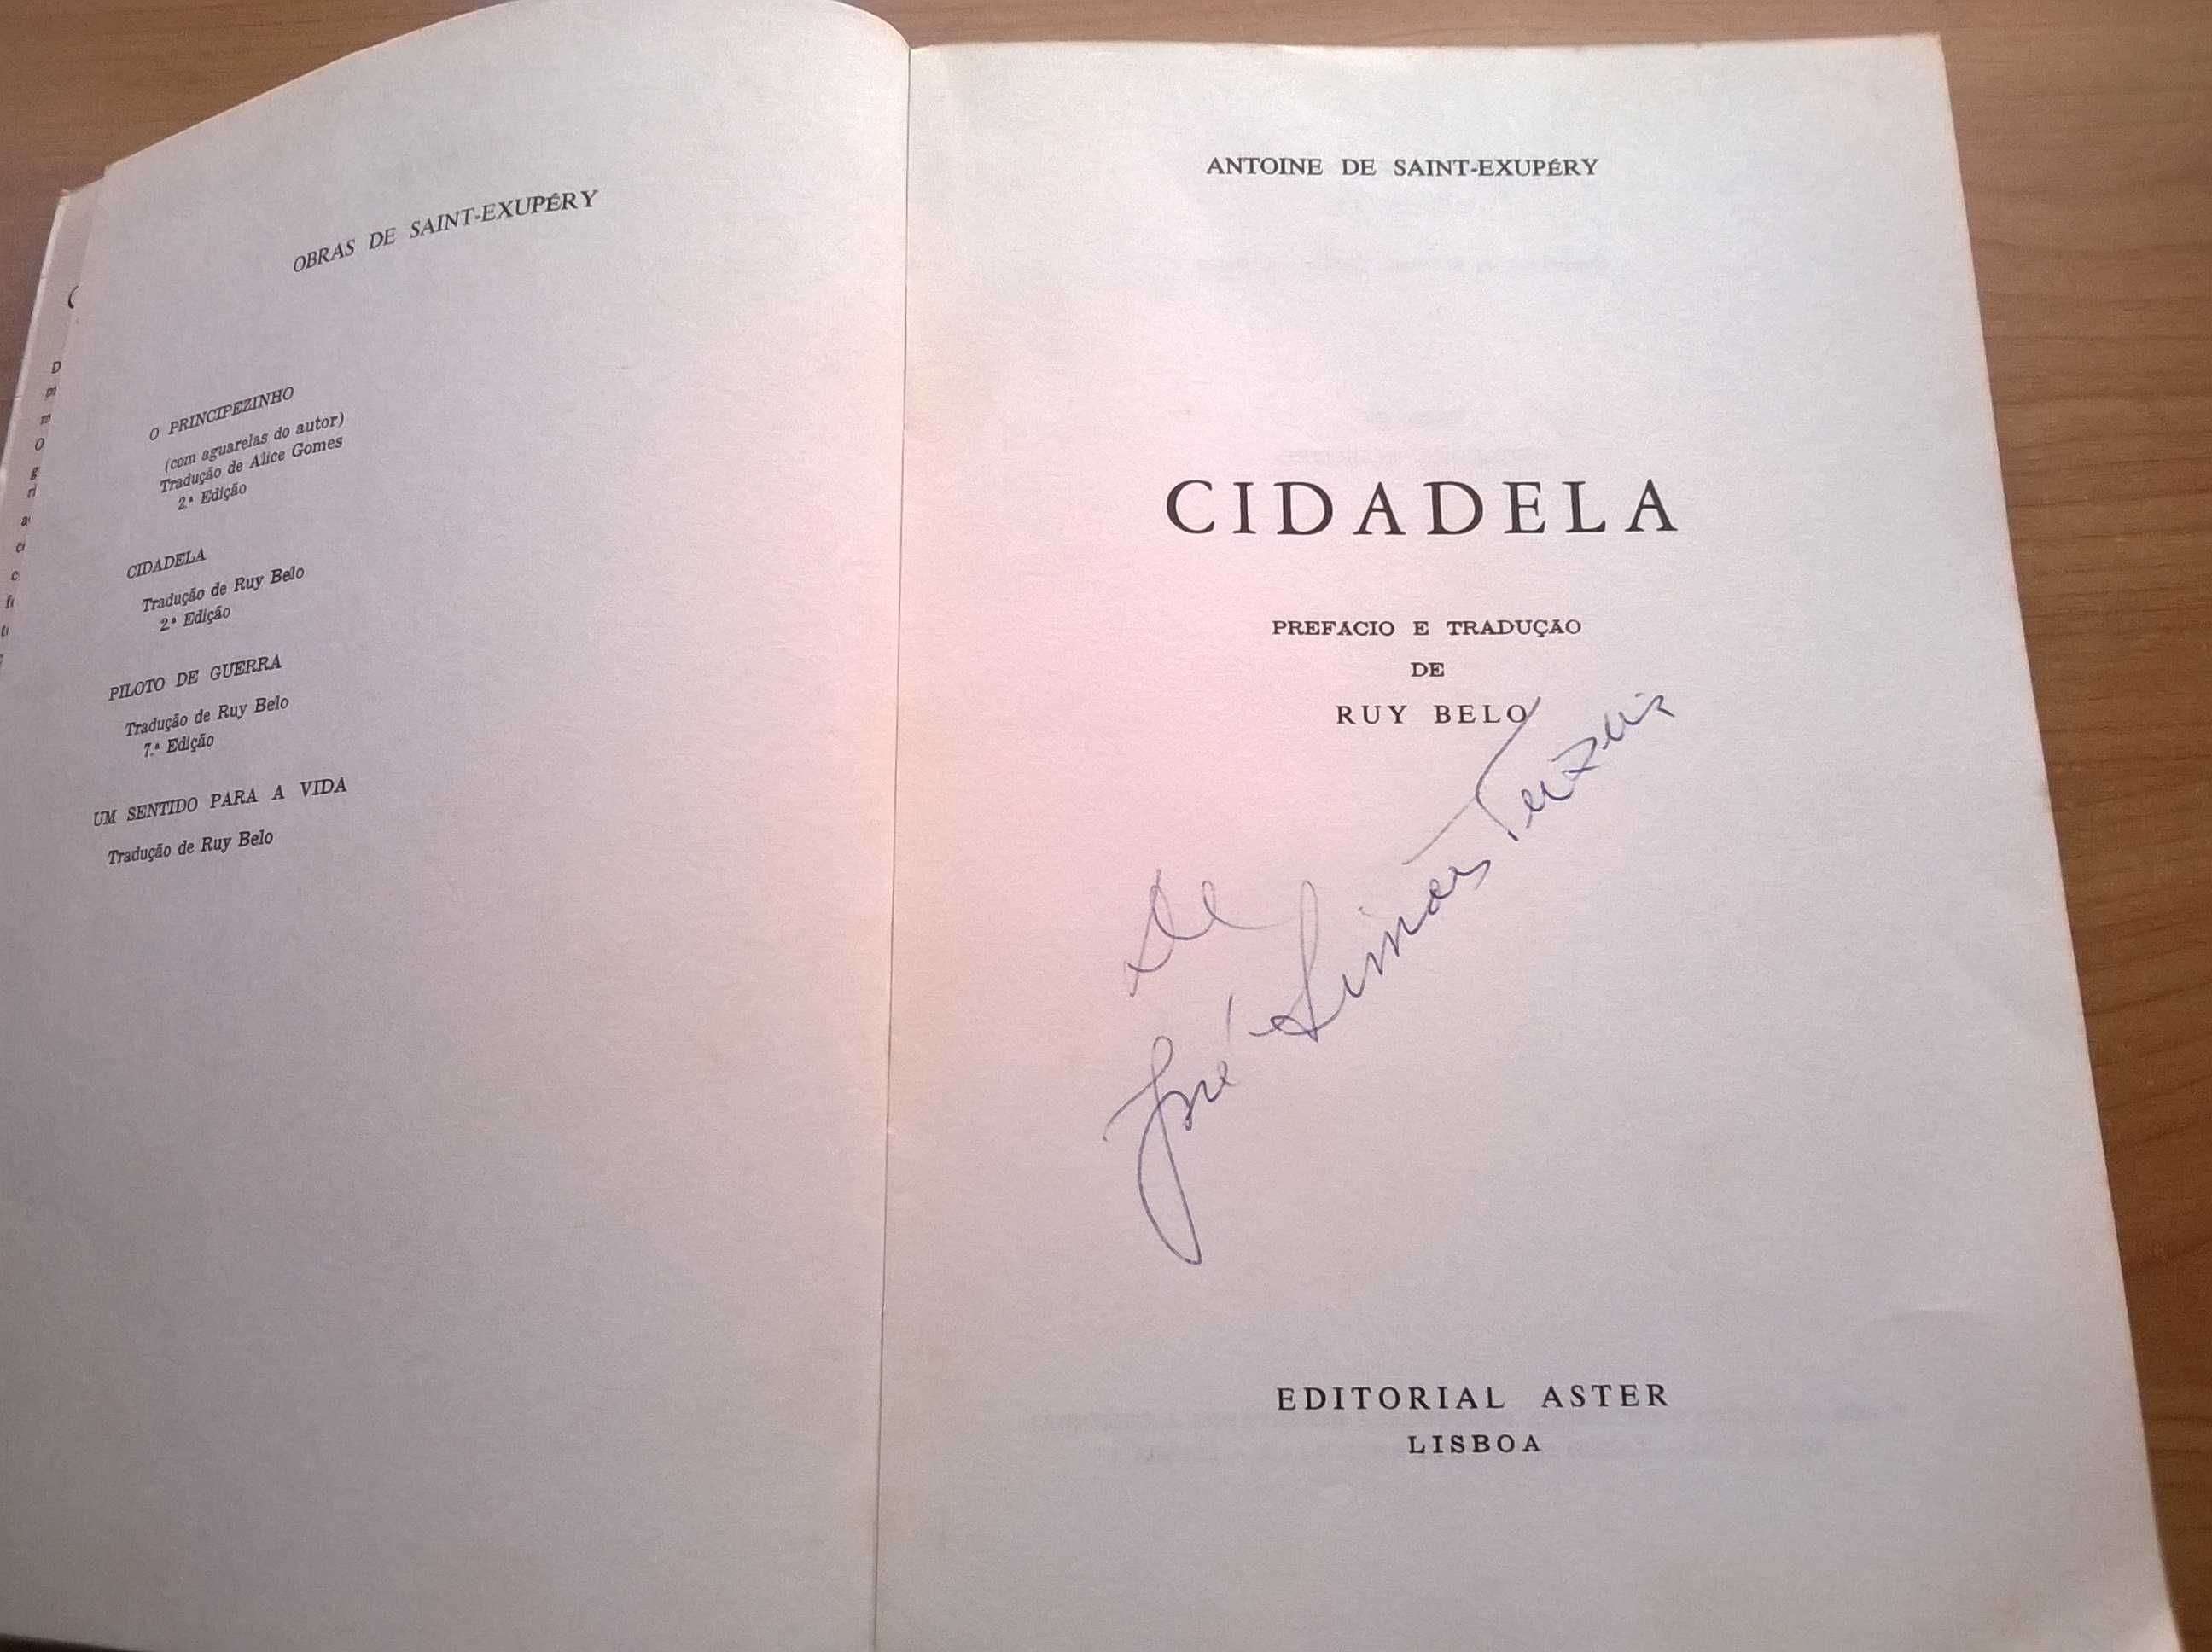 OBRAS DE SAINT-EXUPÉRY
O PRINCIPEZINHO
(com aguarelas do autor)
Tradução de Alice Gomes
2.ª Edição
CIDADELA
Tradução de Ruy Belo
2.ª Edição
PILOTO DE GUERRA
Tradução de Ruy Belo
7.ª Edição
UM SENTIDO PARA A VIDA
Tradução de Ruy Belo
ANTOINE DE SAINT-EXUPÉRY
CIDADELA
PREFACIO E TRADUÇÃO
DE
RUY BELO
de
José Simões
EDITORIAL ASTER
LISBOA